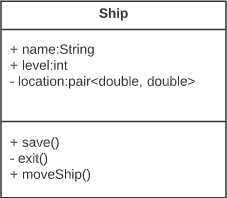 Ship
+ name:String
+ level:int
- location:pair<double, double>
+ save()
- exit()
+ moveShip()